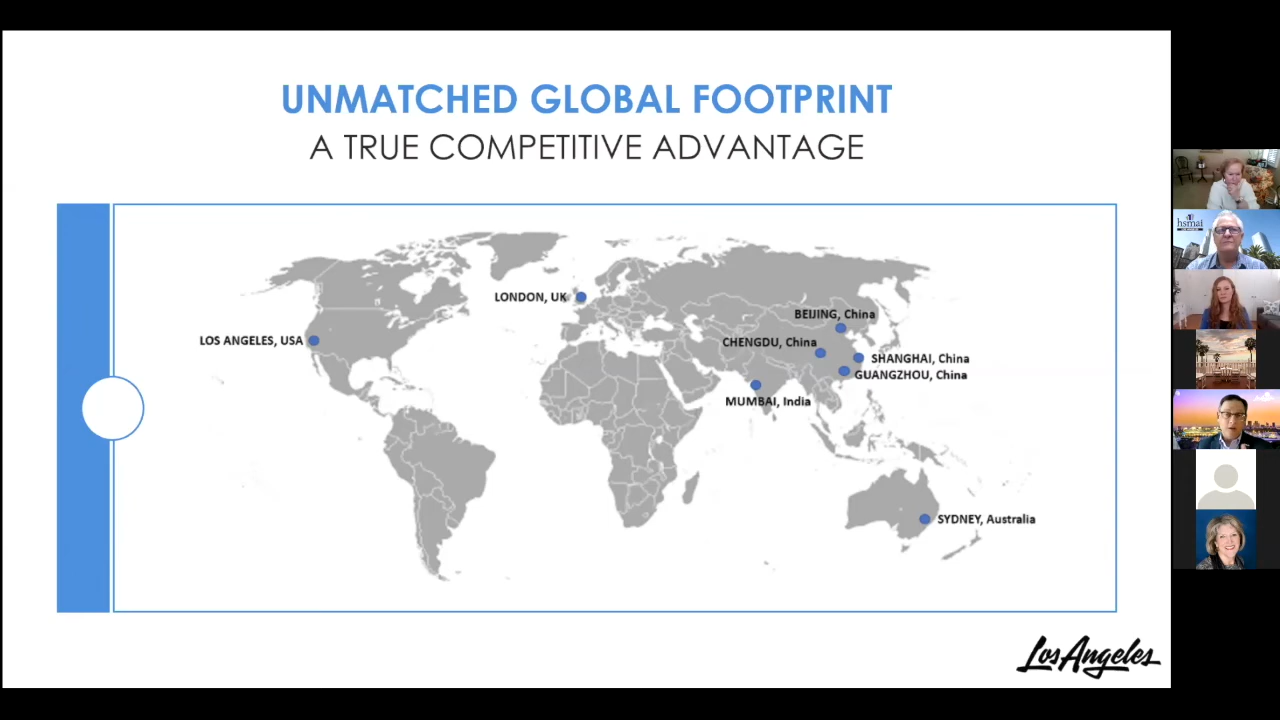 UNMATCHED GLOBAL FOOTPRINT
A TRUE COMPETITIVE ADVANTAGE
LONDON, UK
BEIJING, China
LOS ANGELES, USA
CHENGDU, China
SHANGHAI, China
GUANGZHOU, China
MUMBAI, India
SYDNEY, Australia
Los Angeles
hsmai